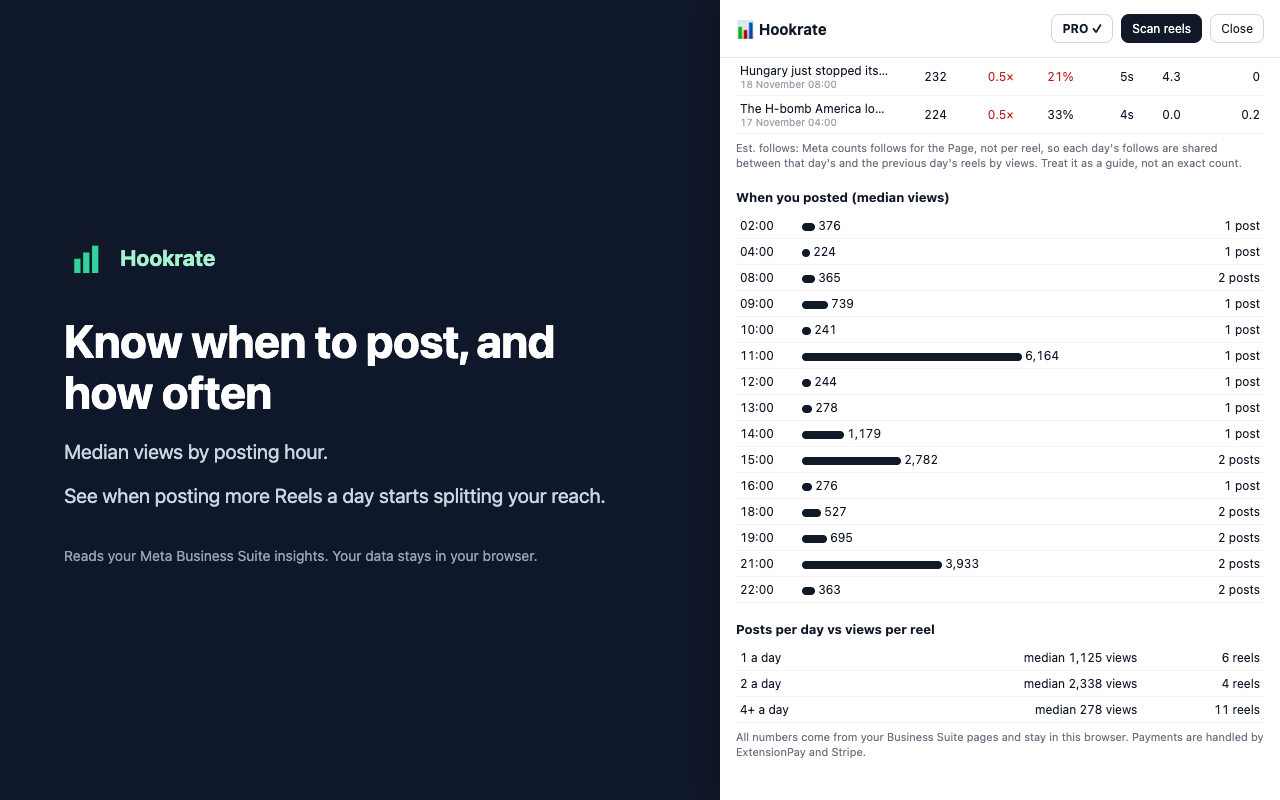 Hookrate
Know when to post, and
how often
Median views by posting hour.
See when posting more Reels a day starts splitting your reach.
Reads your Meta Business Suite insights. Your data stays in your browser.
Hookrate PRO ✓ Scan reels Close
Hungary just stopped its... 232 0.5× 21% 5s 4.3 0
18 November 08:00
The H-bomb America lo... 224 0.5× 33% 4s 0.0 0.2
17 November 04:00
Est. follows: Meta counts follows for the Page, not per reel, so each day's follows are shared
between that day's and the previous day's reels by views. Treat it as a guide, not an exact count.
When you posted (median views)
02:00 376 1 post
04:00 224 1 post
08:00 365 2 posts
09:00 739 1 post
10:00 241 1 post
11:00 6,164 1 post
12:00 244 1 post
13:00 278 1 post
14:00 1,179 1 post
15:00 2,782 2 posts
16:00 276 1 post
18:00 527 2 posts
19:00 695 2 posts
21:00 3,933 2 posts
22:00 363 2 posts
Posts per day vs views per reel
1 a day median 1,125 views 6 reels
2 a day median 2,338 views 4 reels
4+ a day median 278 views 11 reels
All numbers come from your Business Suite pages and stay in this browser. Payments are handled by
ExtensionPay and Stripe.